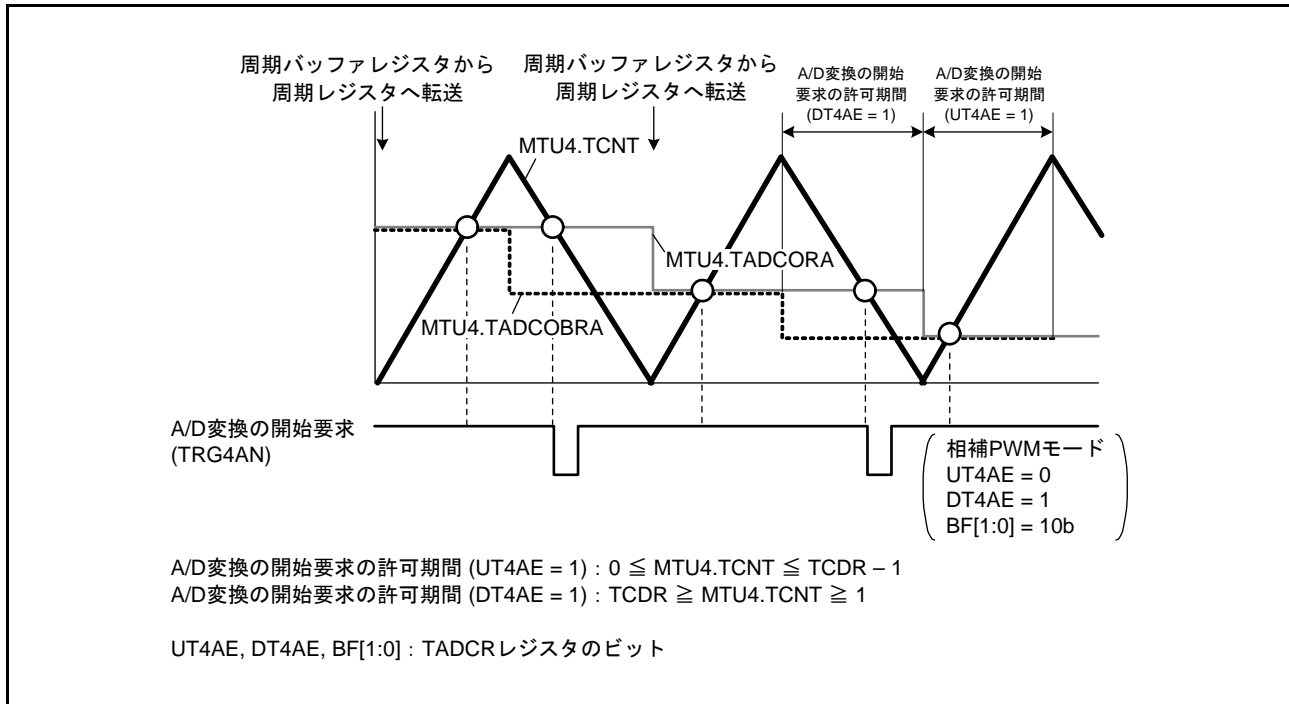 周期バッファレジスタから
周期レジスタへ転送
周期バッファレジスタから
周期レジスタへ転送
A/D変換の開始
要求の許可期間
(DT4AE = 1)
A/D変換の開始
要求の許可期間
(UT4AE = 1)
MTU4.TCNT
MTU4.TADCORA
MTU4.TADCOBRA
A/D変換の開始要求
(TRG4AN)
相補PWMモード
UT4AE = 0
DT4AE = 1
BF[1:0] = 10b
A/D変換の開始要求の許可期間 (UT4AE = 1) : 0 ≦ MTU4.TCNT ≦ TCDR – 1
A/D変換の開始要求の許可期間 (DT4AE = 1) : TCDR ≧ MTU4.TCNT ≧ 1
UT4AE, DT4AE, BF[1:0] : TADCRレジスタのビット